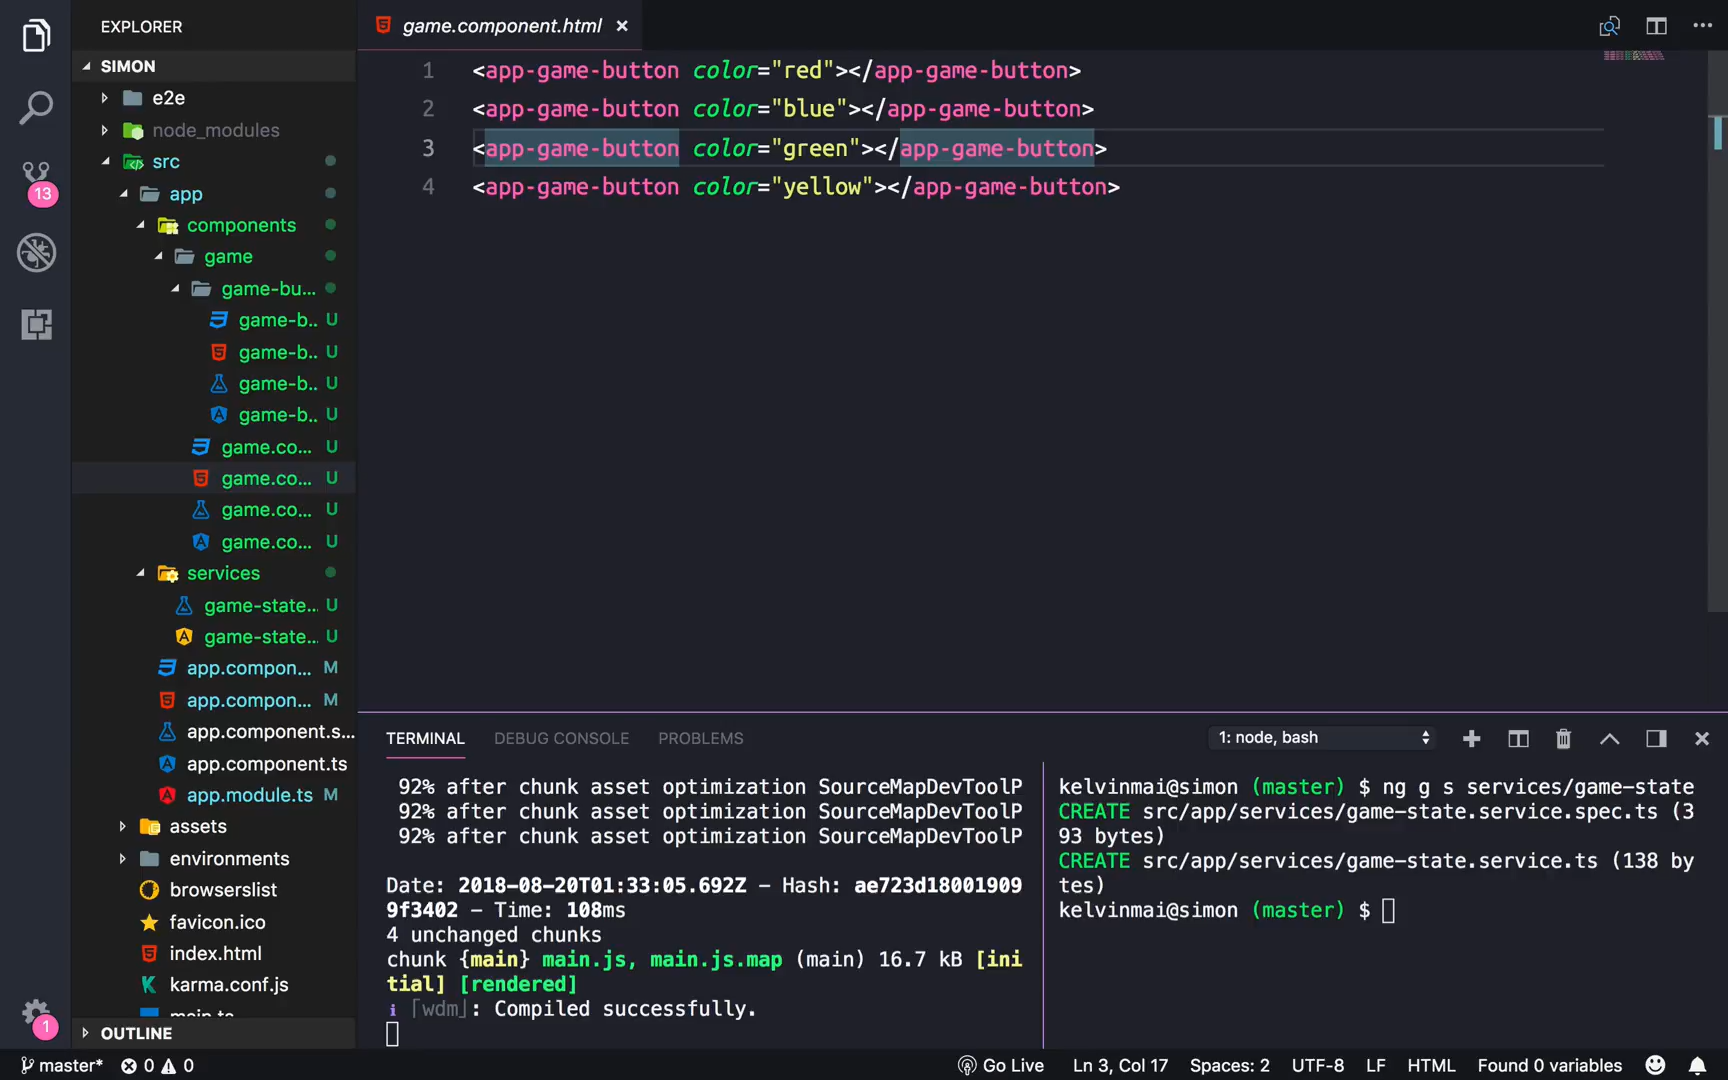 EXPLORER
SIMON
e2e
node_modules
src
app
components
game
game-bu...
game-b.. U
game-b.. U
game-b.. U
game-b.. U
game.co... U
game.co... U
game.co... U
game.co... U
services
game-state... U
game-state... U
app.compon... M
app.compon... M
app.component.s...
app.component.ts
app.module.ts M
assets
environments
browserslist
favicon.ico
index.html
karma.conf.js
main.ts
OUTLINE
13
1
game.component.html
1 <app-game-button color="red"></app-game-button>
2 <app-game-button color="blue"></app-game-button>
3 <app-game-button color="green"></app-game-button>
4 <app-game-button color="yellow"></app-game-button>
TERMINAL DEBUG CONSOLE PROBLEMS 1: node, bash
92% after chunk asset optimization SourceMapDevToolP
92% after chunk asset optimization SourceMapDevToolP
92% after chunk asset optimization SourceMapDevToolP
Date: 2018-08-20T01:33:05.692Z – Hash: ae723d18001909
9f3402 – Time: 108ms
4 unchanged chunks
chunk {main} main.js, main.js.map (main) 16.7 kB [ini
tial] [rendered]
i ｢wdm｣: Compiled successfully.
kelvinmai@simon (master) $ ng g s services/game-state
CREATE src/app/services/game-state.service.spec.ts (3
93 bytes)
CREATE src/app/services/game-state.service.ts (138 by
tes)
kelvinmai@simon (master) $
master* 0 0 Go Live Ln 3, Col 17 Spaces: 2 UTF-8 LF HTML Found 0 variables